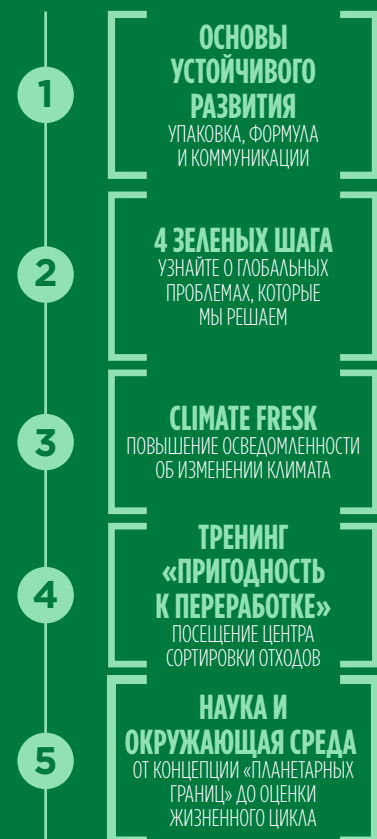 1
ОСНОВЫ
УСТОЙЧИВОГО
РАЗВИТИЯ
УПАКОВКА, ФОРМУЛА
И КОММУНИКАЦИИ
2
4 ЗЕЛЕНЫХ ШАГА
УЗНАЙТЕ О ГЛОБАЛЬНЫХ
ПРОБЛЕМАХ, КОТОРЫЕ
МЫ РЕШАЕМ
3
CLIMATE FRESK
ПОВЫШЕНИЕ ОСВЕДОМЛЕННОСТИ
ОБ ИЗМЕНЕНИИ КЛИМАТА
4
ТРЕНИНГ
«ПРИГОДНОСТЬ
К ПЕРЕРАБОТКЕ»
ПОСЕЩЕНИЕ ЦЕНТРА
СОРТИРОВКИ ОТХОДОВ
5
НАУКА И
ОКРУЖАЮЩАЯ СРЕДА
ОТ КОНЦЕПЦИИ «ПЛАНЕТАРНЫХ
ГРАНИЦ» ДО ОЦЕНКИ
ЖИЗНЕННОГО ЦИКЛА